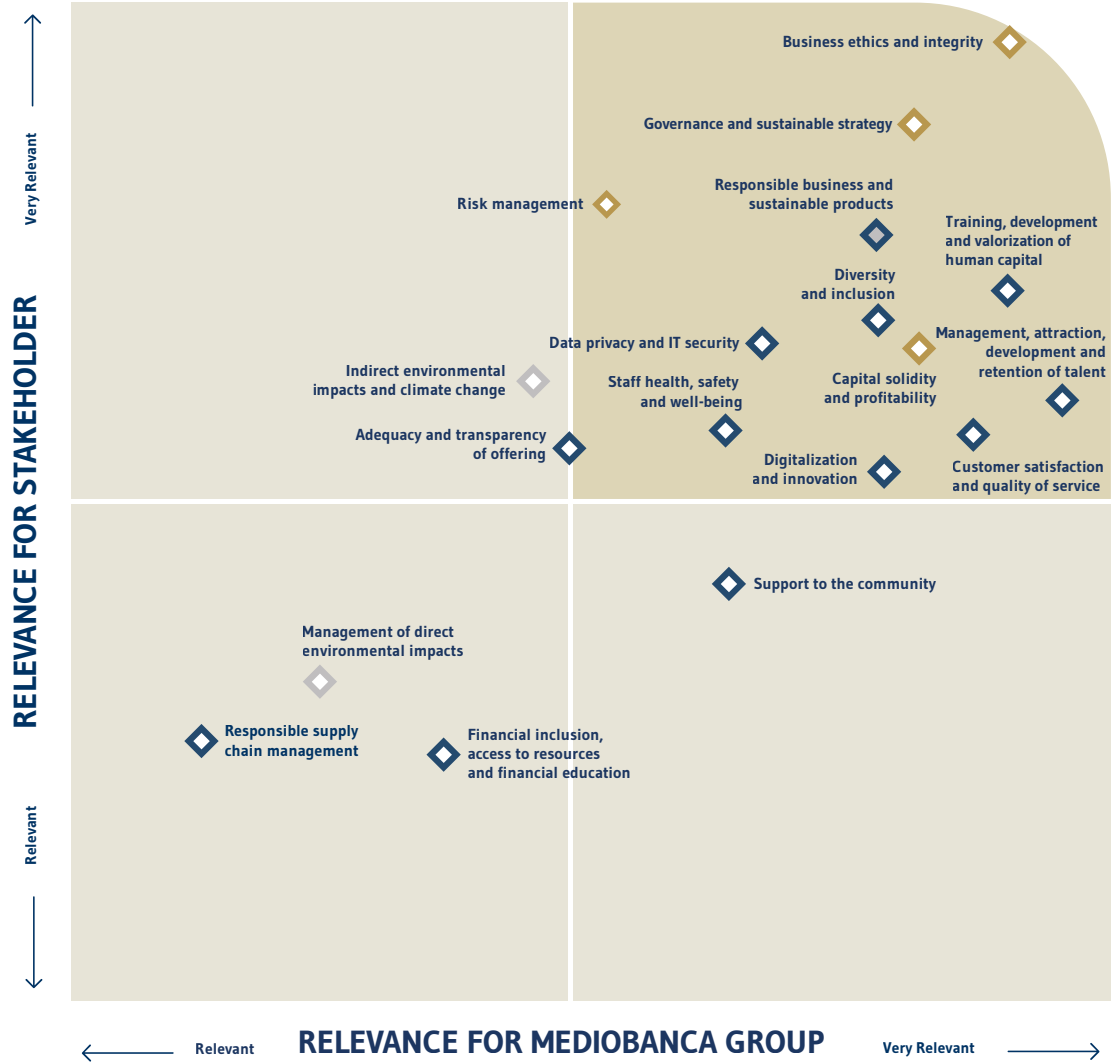 Business ethics and integrity
Governance and sustainable strategy
Responsible business and
sustainable products
Risk management
Training, development
and valorization of
human capital
Diversity
and inclusion
Data privacy and IT security
Management, attraction,
development and
retention of talent
Indirect environmental
impacts and climate change
Staff health, safety
and well-being
Capital solidity
and profitability
Adequacy and transparency
of offering
Digitalization
and innovation
Customer satisfaction
and quality of service
Support to the community
Management of direct
environmental impacts
Responsible supply
chain management
Financial inclusion,
access to resources
and financial education
Very Relevant
RELEVANCE FOR STAKEHOLDER
Relevant
Relevant
RELEVANCE FOR MEDIOBANCA GROUP
Very Relevant